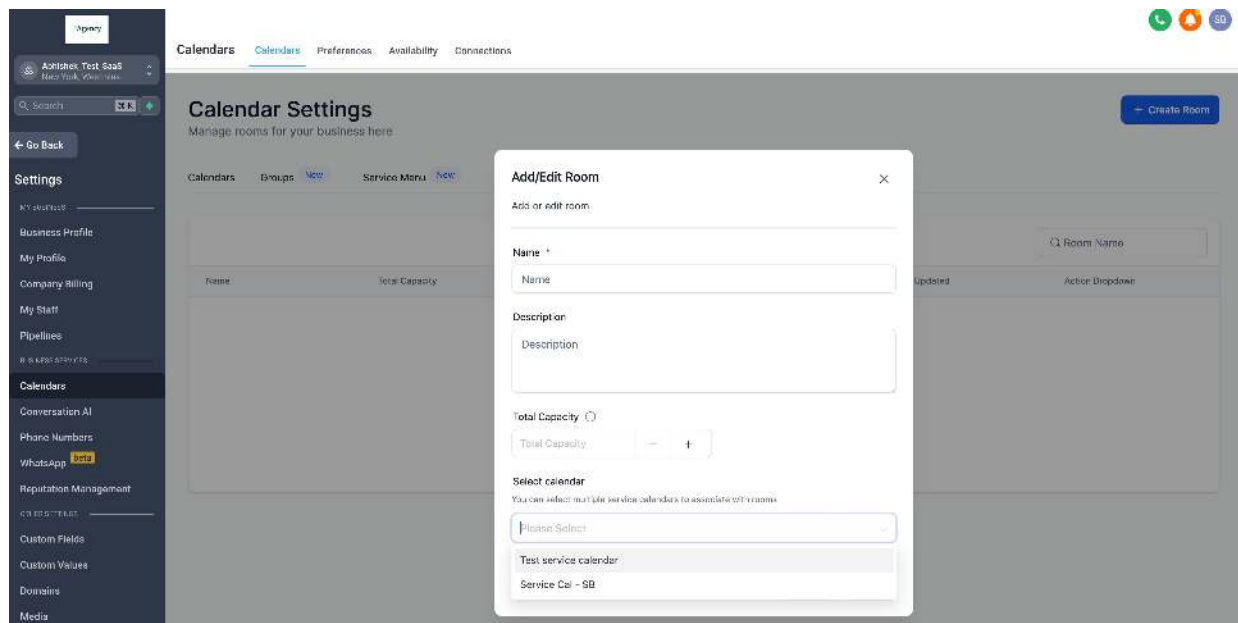 Agency
Abhishek Test SaaS
New York, West
Search
⌘ K
← Go Back
Settings
MY BUSINESS
Business Profile
My Profile
Company Billing
My Staff
Pipelines
BUSINESS SERVICES
Calendars
Conversation AI
Phone Numbers
WhatsApp beta
Reputation Management
OTHER SETTINGS
Custom Fields
Custom Values
Domains
Media
SB
Calendars Calendars Preferences Availability Connections
Calendar Settings
Manage rooms for your business here
+ Create Room
Calendars Groups New Service Menu New
Room Name
Name Total Capacity Updated Action Dropdown
Add/Edit Room
Add or edit room
Name *
Name
Description
Description
Total Capacity
Total Capacity − +
Select calendar
You can select multiple service calendars to associate with rooms
Please Select
Test service calendar
Service Cal - SB